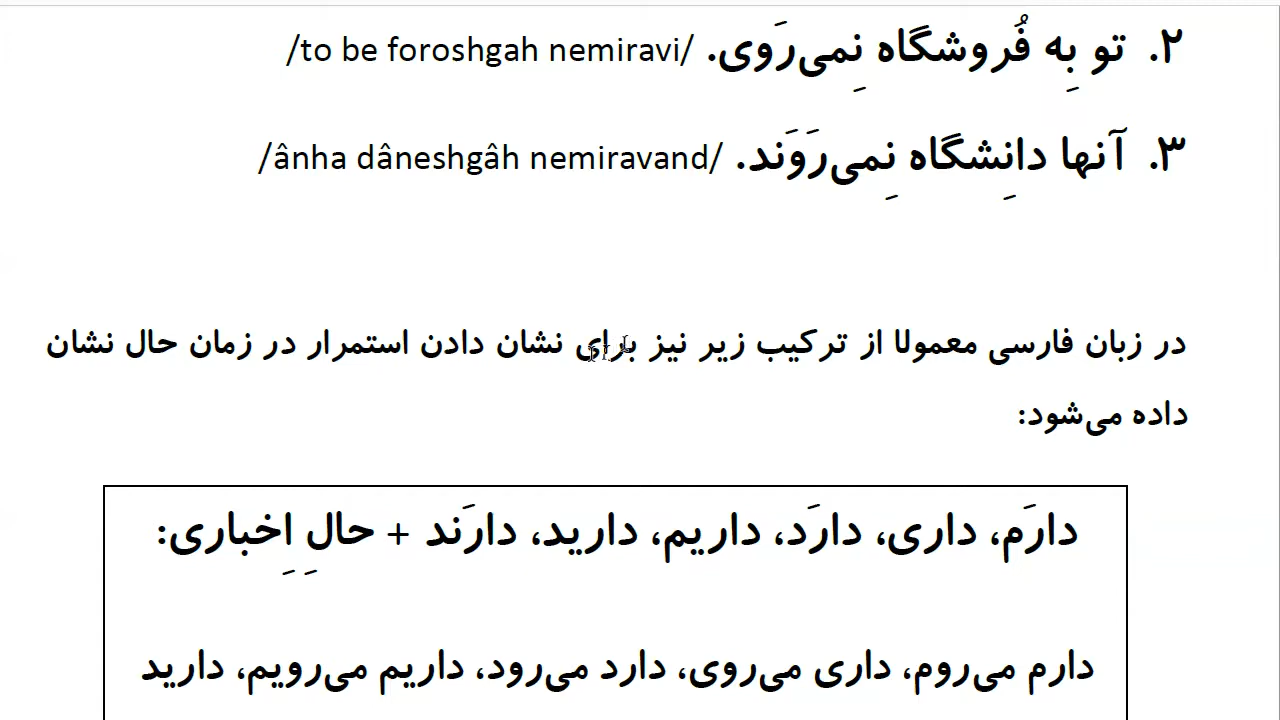 ۲. تو بِه فُروشگاه نِمی‌رَوی. /to be foroshgah nemiravi/
۳. آنها دانِشگاه نِمی‌رَوَند. /ânha dâneshgâh nemiravand/
در زبان فارسی معمولا از ترکیب زیر نیز برای نشان دادن استمرار در زمان حال نشان
داده می‌شود:
دارَم، داری، دارَد، داریم، دارید، دارَند + حالِ اِخباری:
دارم می‌روم، داری می‌روی، دارد می‌رود، داریم می‌رویم، دارید